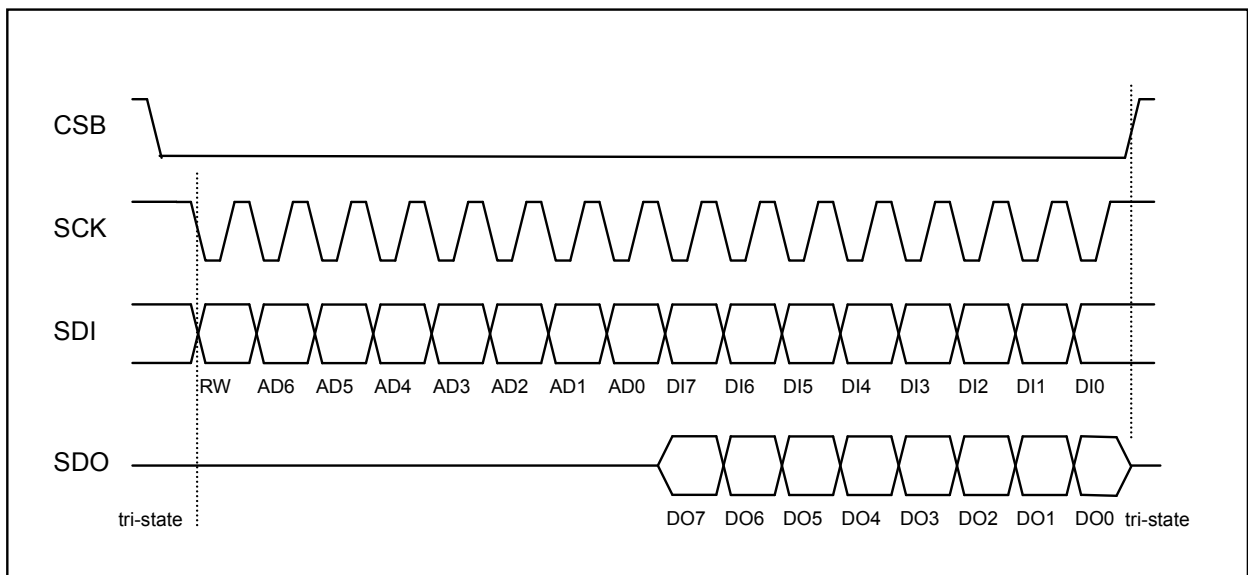 CSB
SCK
SDI
RW AD6 AD5 AD4 AD3 AD2 AD1 AD0 DI7 DI6 DI5 DI4 DI3 DI2 DI1 DI0
SDO
tri-state DO7 DO6 DO5 DO4 DO3 DO2 DO1 DO0 tri-state